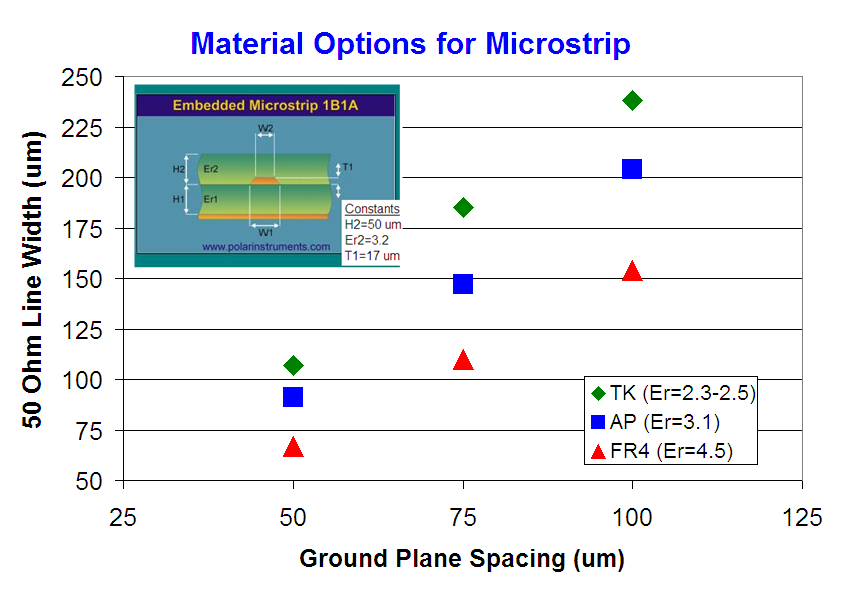 Material Options for Microstrip
50 Ohm Line Width (um)
250
225
200
175
150
125
100
75
50
25
50
75
100
125
Ground Plane Spacing (um)
Embedded Microstrip 1B1A
W2
H2
Er2
T1
H1
Er1
W1
www.polarinstruments.com
Constants
H2=50 um
Er2=3.2
T1=17 um
TK (Er=2.3-2.5)
AP (Er=3.1)
FR4 (Er=4.5)